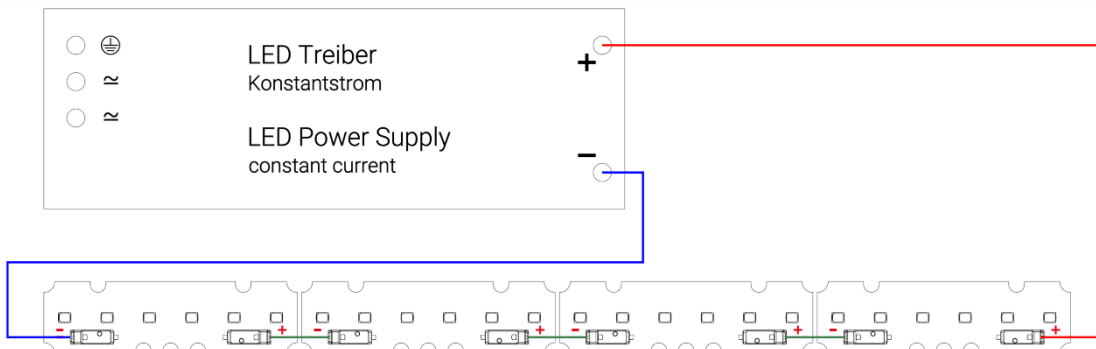 LED Treiber
Konstantstrom
LED Power Supply
constant current
+
−
≃
≃
- + - + - + - +